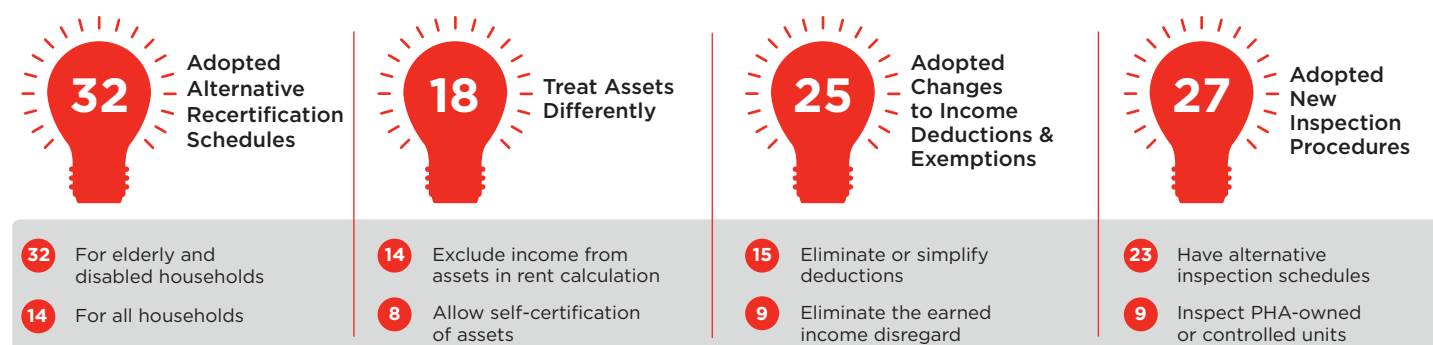 32
Adopted
Alternative
Recertification
Schedules
32 For elderly and
disabled households
14 For all households
18
Treat Assets
Differently
14 Exclude income from
assets in rent calculation
8 Allow self-certification
of assets
25
Adopted
Changes
to Income
Deductions &
Exemptions
15 Eliminate or simplify
deductions
9 Eliminate the earned
income disregard
27
Adopted
New
Inspection
Procedures
23 Have alternative
inspection schedules
9 Inspect PHA-owned
or controlled units